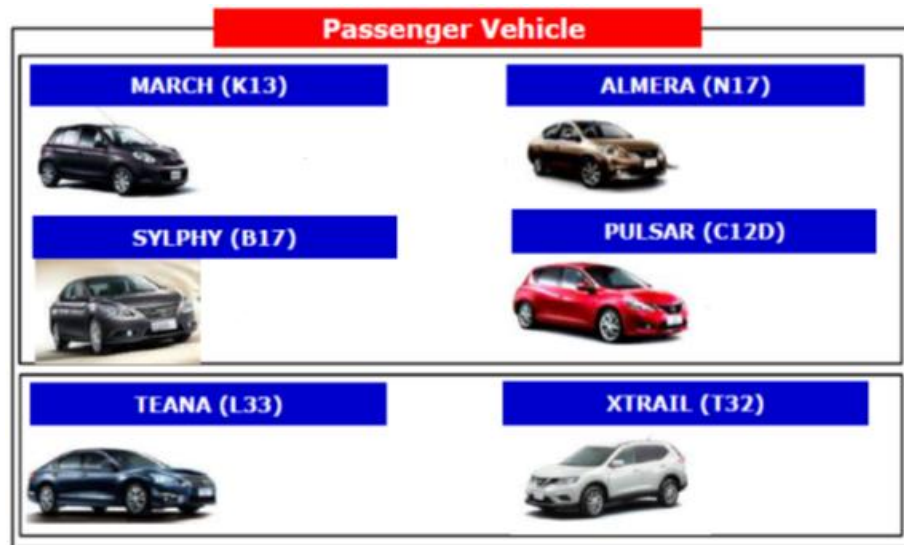 Passenger Vehicle
MARCH (K13)
ALMERA (N17)
SYLPHY (B17)
PULSAR (C12D)
TEANA (L33)
XTRAIL (T32)